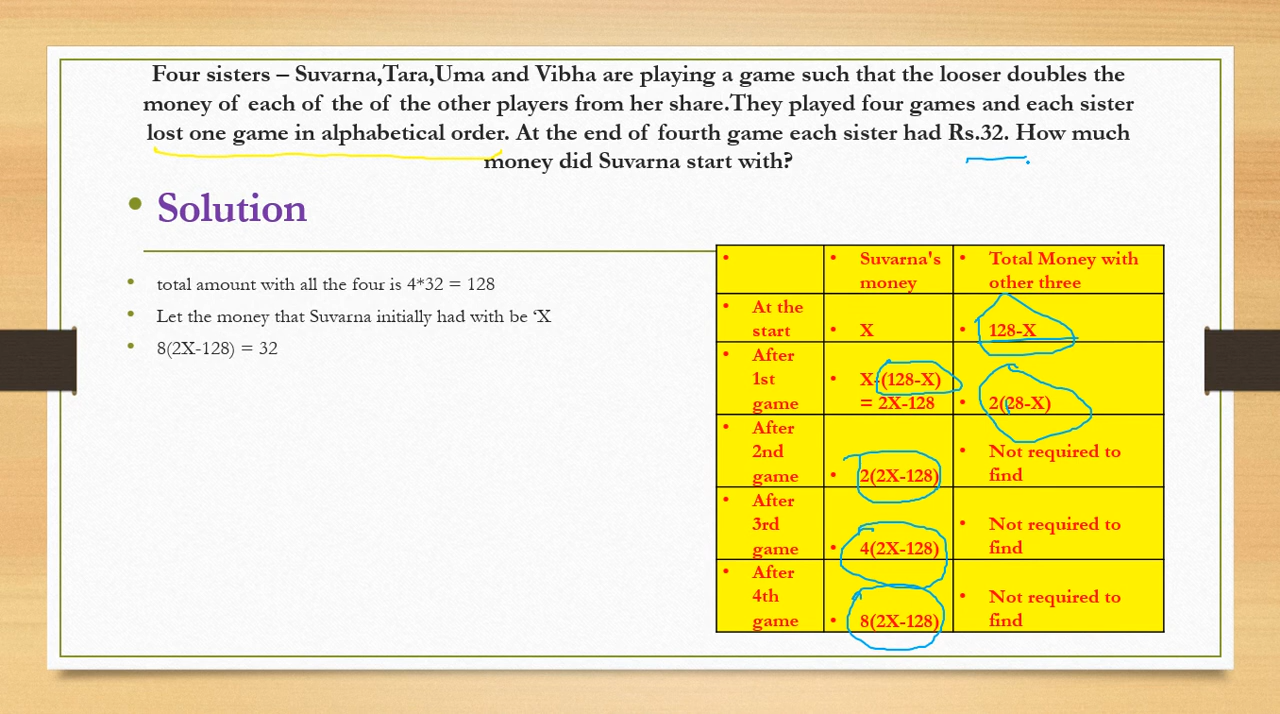 Four sisters – Suvarna,Tara,Uma and Vibha are playing a game such that the looser doubles the
money of each of the of the other players from her share.They played four games and each sister
lost one game in alphabetical order. At the end of fourth game each sister had Rs.32. How much
money did Suvarna start with?
• Solution
• total amount with all the four is 4*32 = 128
• Let the money that Suvarna initially had with be ‘X
• 8(2X-128) = 32
•
• Suvarna's
money
• Total Money with
other three
• At the
start
• X
• 128-X
• After
1st
game
• X-(128-X)
= 2X-128
• 2(28-X)
• After
2nd
game
• 2(2X-128)
• Not required to
find
• After
3rd
game
• 4(2X-128)
• Not required to
find
• After
4th
game
• 8(2X-128)
• Not required to
find